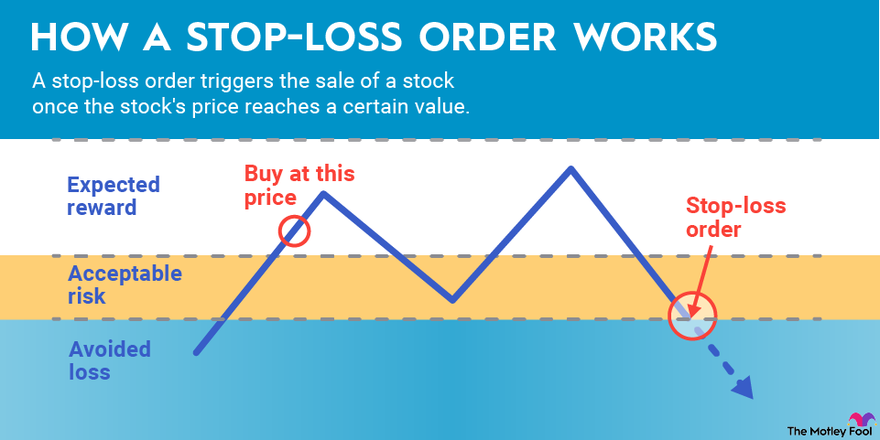 HOW A STOP-LOSS ORDER WORKS
A stop-loss order triggers the sale of a stock
once the stock's price reaches a certain value.
Expected
reward
Buy at this
price
Stop-loss
order
Acceptable
risk
Avoided
loss
The Motley Fool